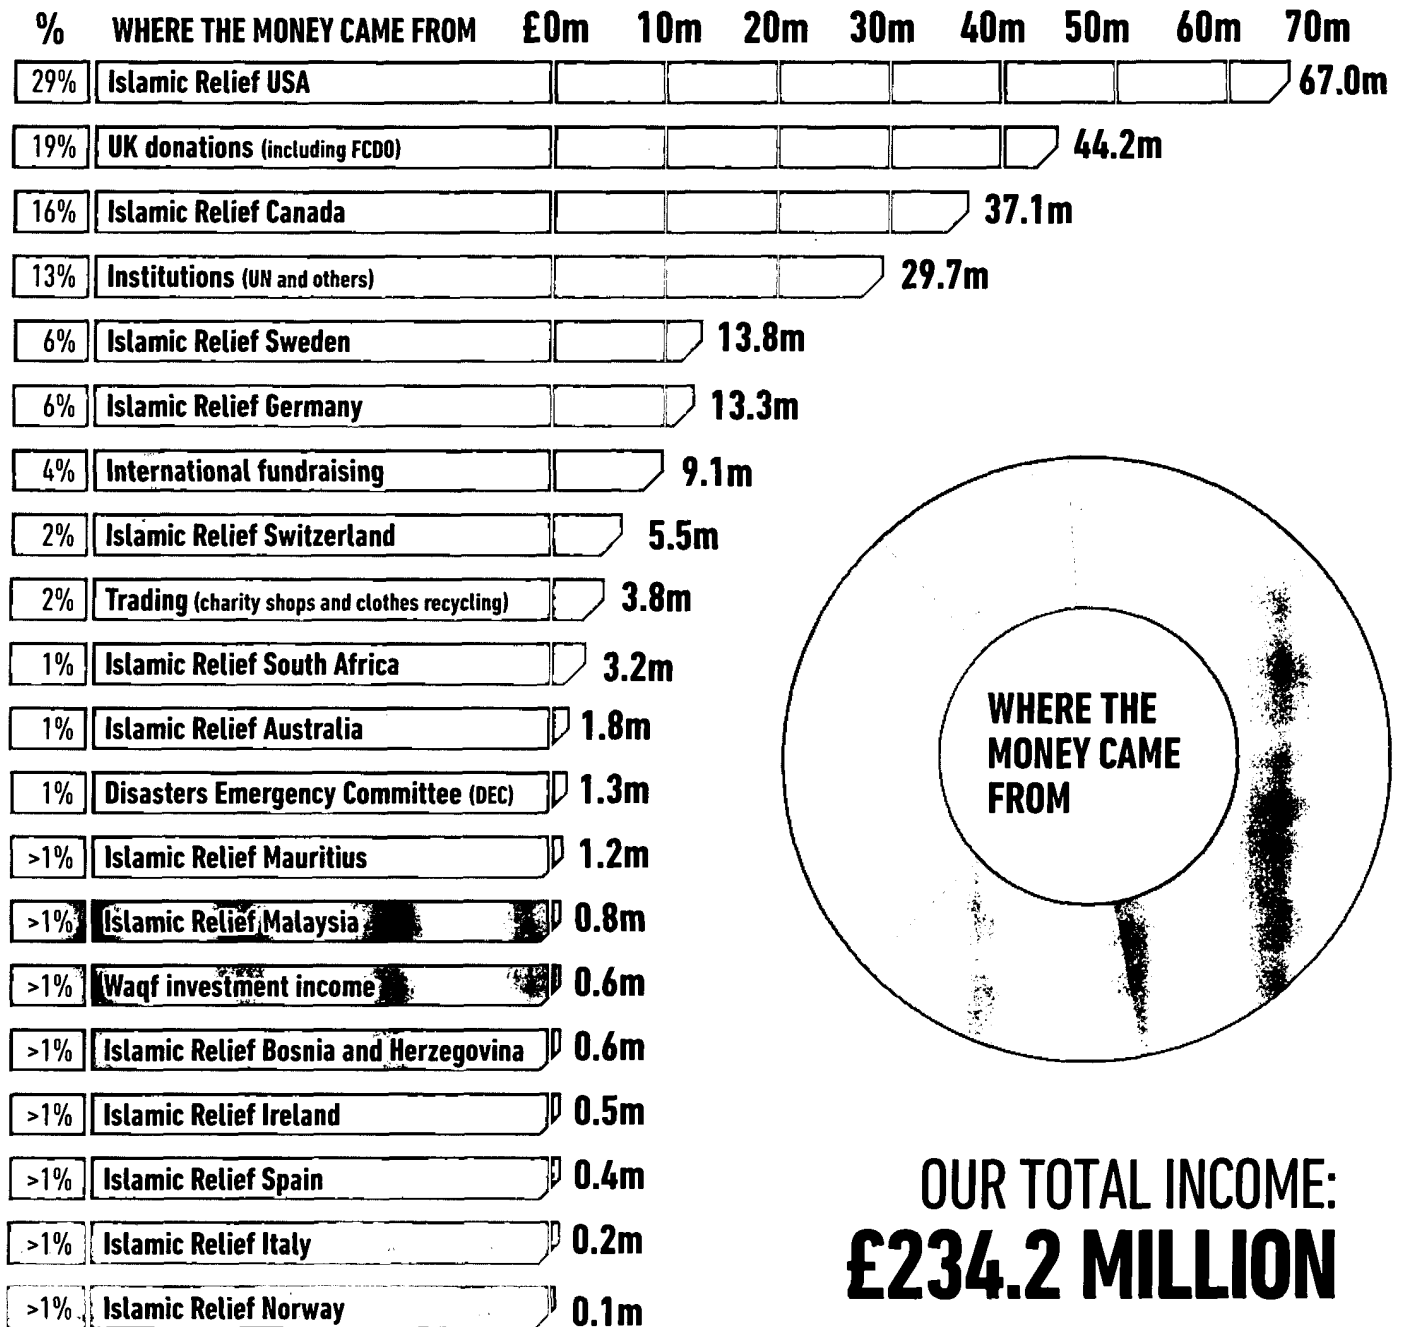 % WHERE THE MONEY CAME FROM £0m 10m 20m 30m 40m 50m 60m 70m
29% Islamic Relief USA 67.0m
19% UK donations (including FCDO) 44.2m
16% Islamic Relief Canada 37.1m
13% Institutions (UN and others) 29.7m
6% Islamic Relief Sweden 13.8m
6% Islamic Relief Germany 13.3m
4% International fundraising 9.1m
2% Islamic Relief Switzerland 5.5m
2% Trading (charity shops and clothes recycling) 3.8m
1% Islamic Relief South Africa 3.2m
1% Islamic Relief Australia 1.8m
1% Disasters Emergency Committee (DEC) 1.3m
>1% Islamic Relief Mauritius 1.2m
>1% Islamic Relief Malaysia 0.8m
>1% Waqf investment income 0.6m
>1% Islamic Relief Bosnia and Herzegovina 0.6m
>1% Islamic Relief Ireland 0.5m
>1% Islamic Relief Spain 0.4m
>1% Islamic Relief Italy 0.2m
>1% Islamic Relief Norway 0.1m
WHERE THE
MONEY CAME
FROM
OUR TOTAL INCOME:
£234.2 MILLION